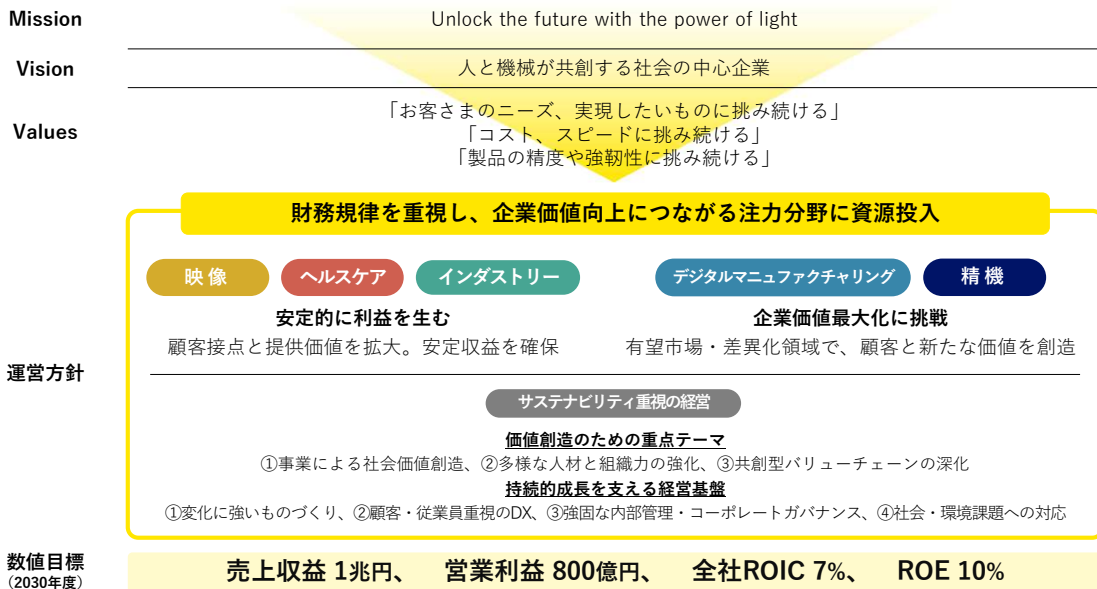 Mission
Unlock the future with the power of light
Vision
人と機械が共創する社会の中心企業
Values
「お客さまのニーズ、実現したいものに挑み続ける」
「コスト、スピードに挑み続ける」
「製品の精度や強靭性に挑み続ける」
財務規律を重視し、企業価値向上につながる注力分野に資源投入
映像 ヘルスケア インダストリー デジタルマニュファクチャリング 精機
安定的に利益を生む 企業価値最大化に挑戦
顧客接点と提供価値を拡大。安定収益を確保 有望市場・差異化領域で、顧客と新たな価値を創造
運営方針
サステナビリティ重視の経営
価値創造のための重点テーマ
①事業による社会価値創造、②多様な人材と組織力の強化、③共創型バリューチェーンの深化
持続的成長を支える経営基盤
①変化に強いものづくり、②顧客・従業員重視のDX、③強固な内部管理・コーポレートガバナンス、④社会・環境課題への対応
数値目標
(2030年度)
売上収益 1兆円、 営業利益 800億円、 全社ROIC 7%、 ROE 10%